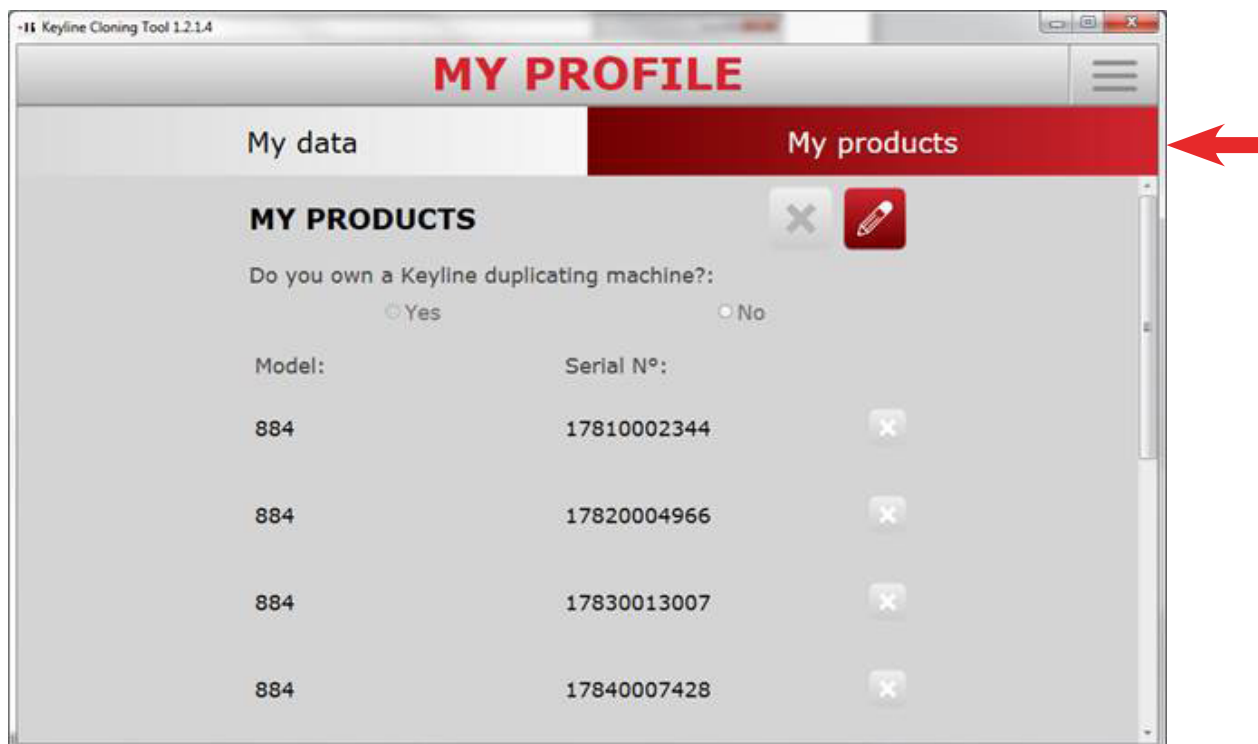 Keyline Cloning Tool 1.2.1.4
MY PROFILE
My data My products
MY PRODUCTS
Do you own a Keyline duplicating machine?:
Yes No
Model: Serial N°:
884 17810002344
884 17820004966
884 17830013007
884 17840007428